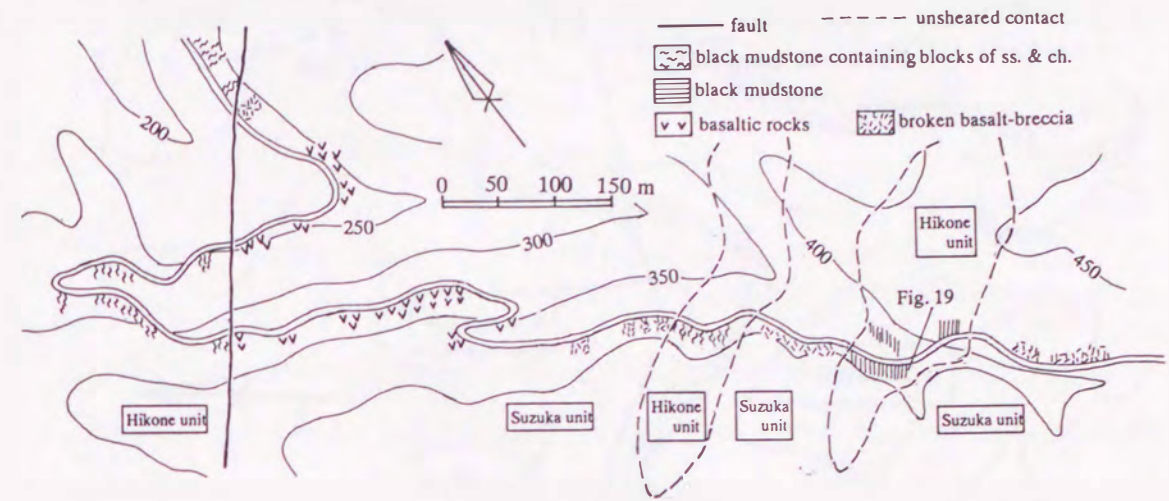 fault
unsheared contact
black mudstone containing blocks of ss. & ch.
black mudstone
basaltic rocks
broken basalt-breccia
0 50 100 150 m
200
250
300
350
400
450
Hikone
unit
Fig. 19
Hikone unit
Suzuka unit
Hikone
unit
Suzuka
unit
Suzuka unit